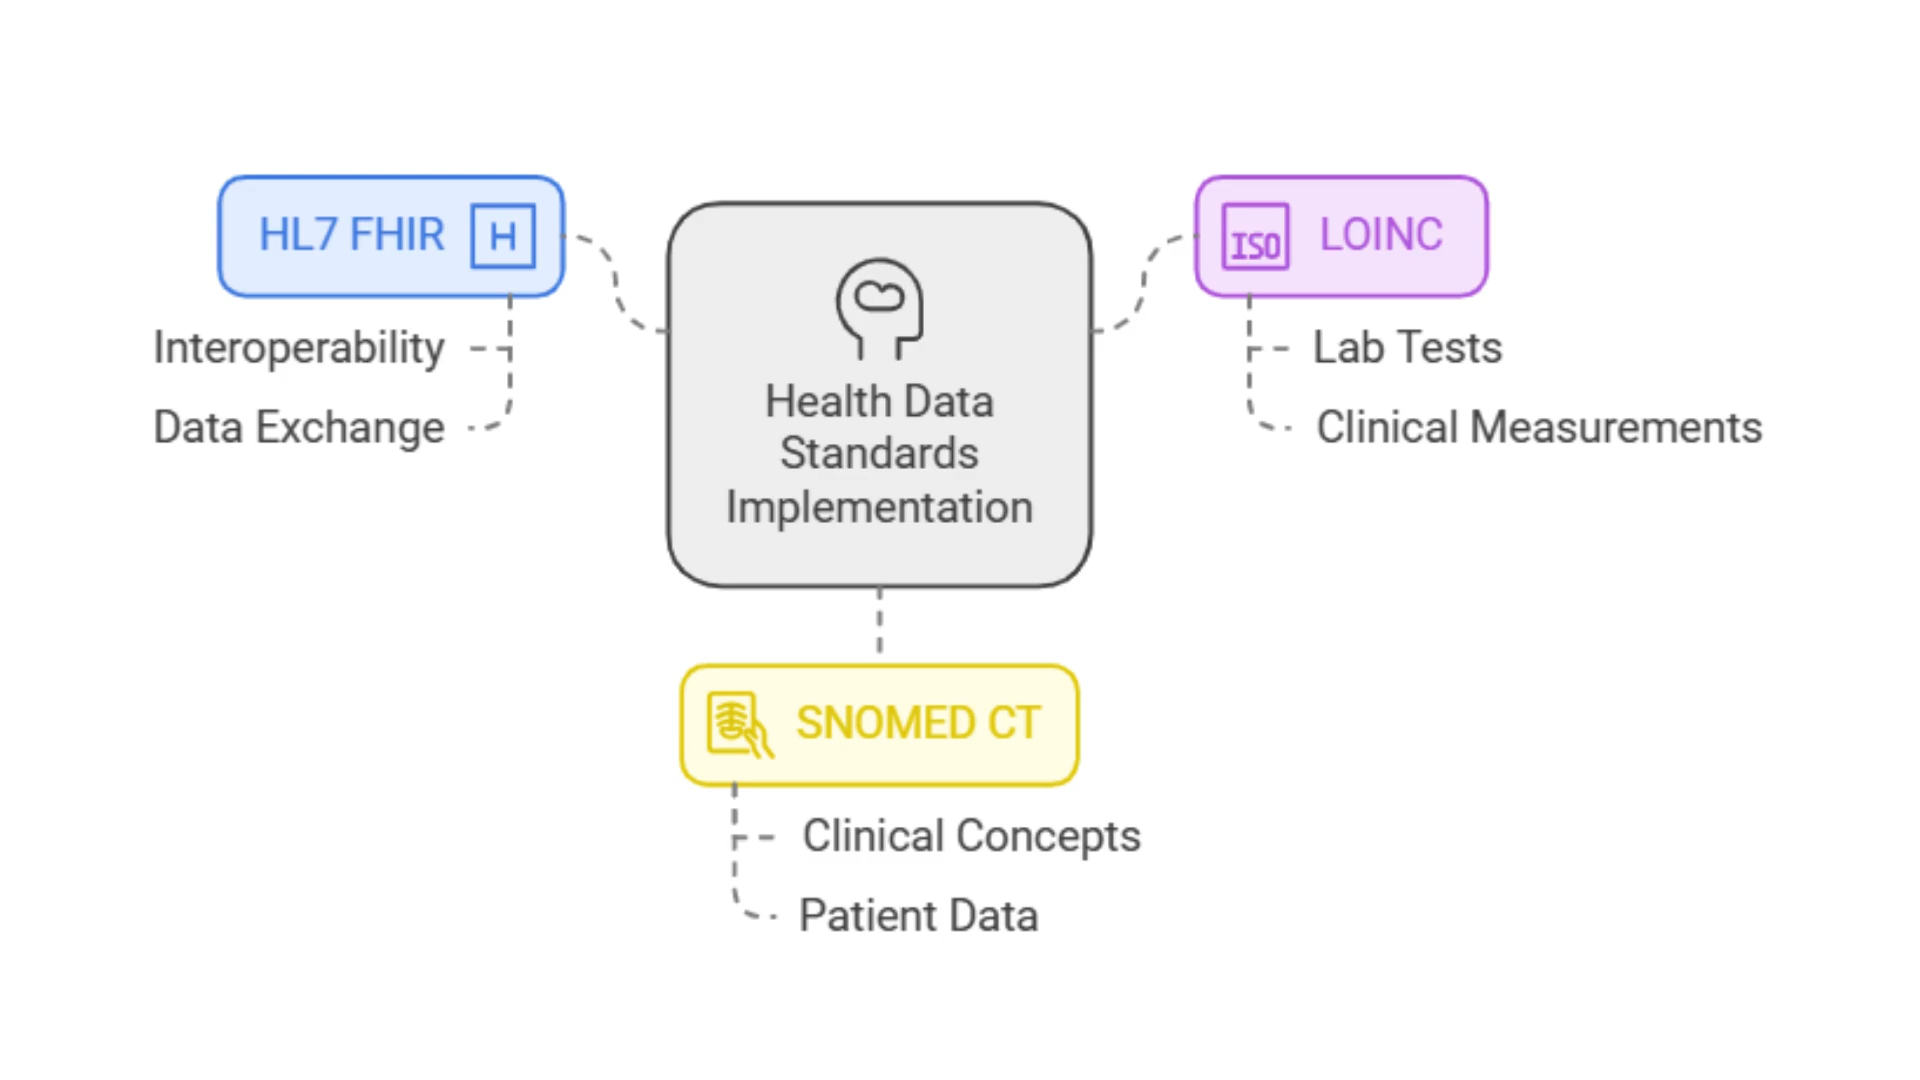 HL7 FHIR H
Interoperability
Data Exchange
Health Data
Standards
Implementation
ISO LOINC
Lab Tests
Clinical Measurements
SNOMED CT
Clinical Concepts
Patient Data